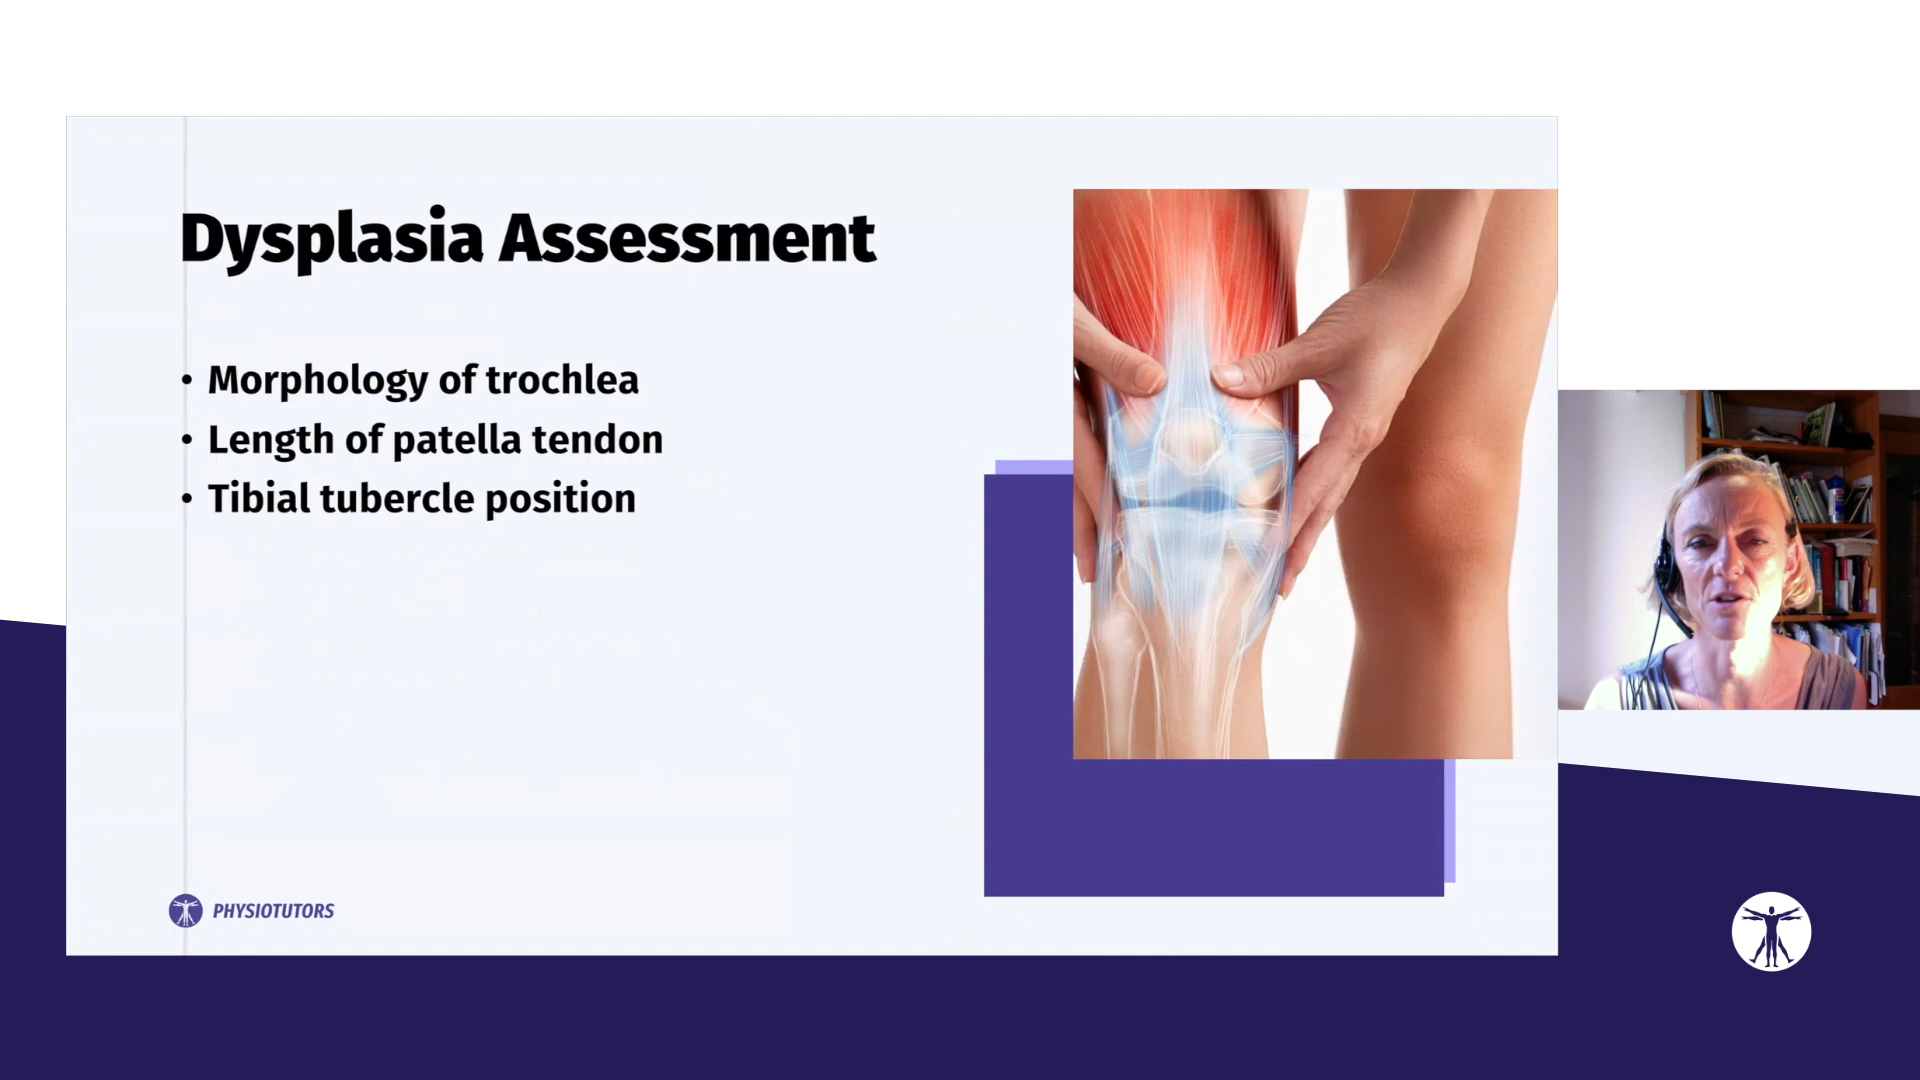 Dysplasia Assessment
• Morphology of trochlea
• Length of patella tendon
• Tibial tubercle position
PHYSIOTUTORS